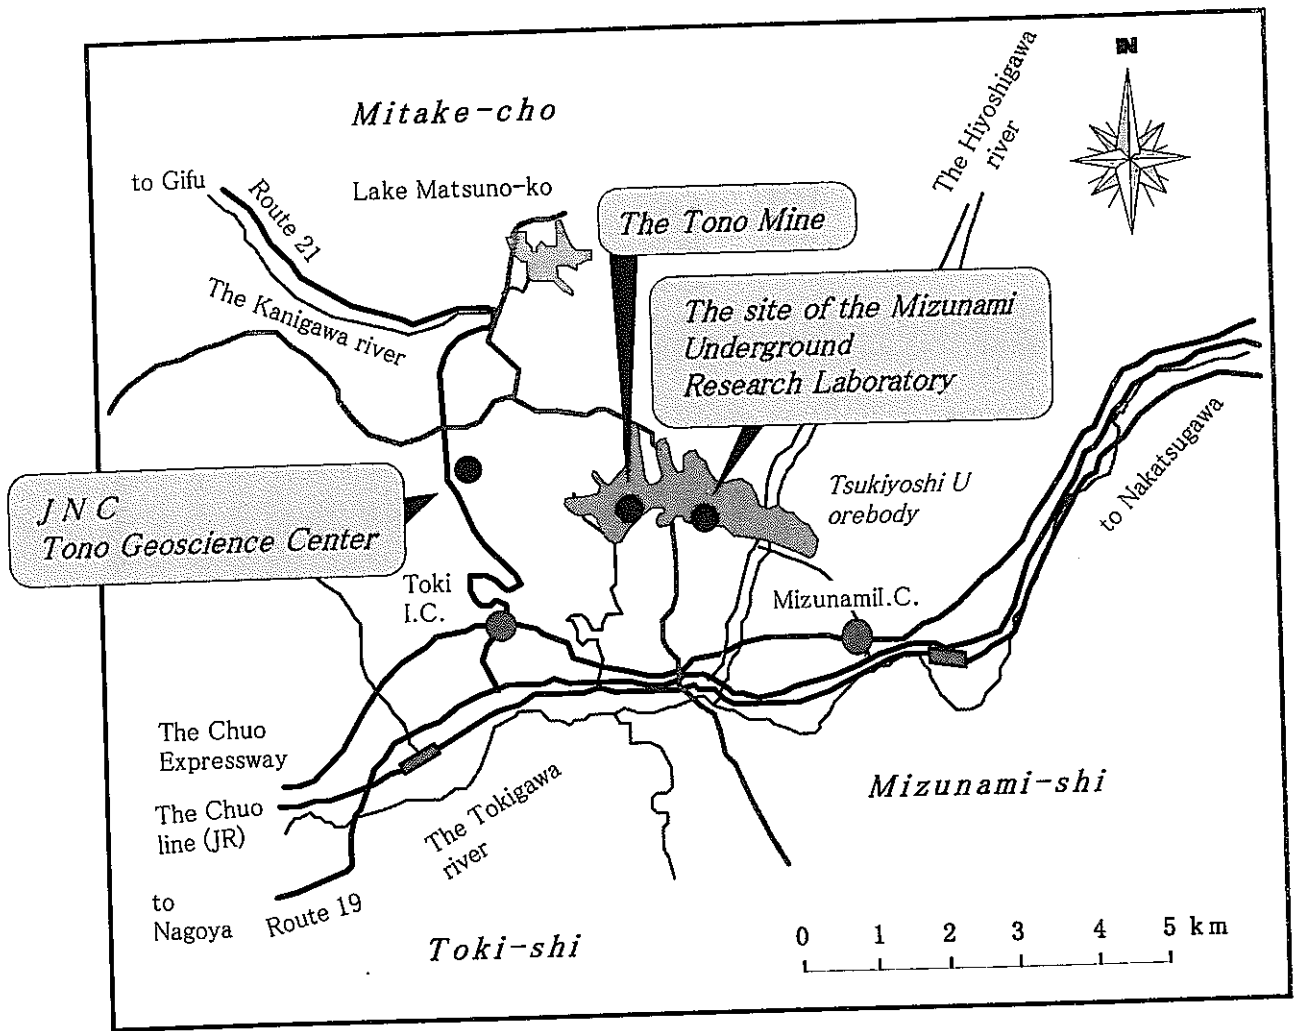 N
Mitake-cho
The Hiyoshigawa
river
to Gifu
Route 21
Lake Matsuno-ko
The Tono Mine
The Kanigawa river
The site of the Mizunami
Underground
Research Laboratory
to Nakatsugawa
Tsukiyoshi U
orebody
JNC
Tono Geoscience Center
Toki
I.C.
MizunamiI.C.
The Chuo
Expressway
Mizunami-shi
The Chuo
line (JR)
The Tokigawa
river
to
Nagoya
Route 19
Toki-shi
0 1 2 3 4 5 km